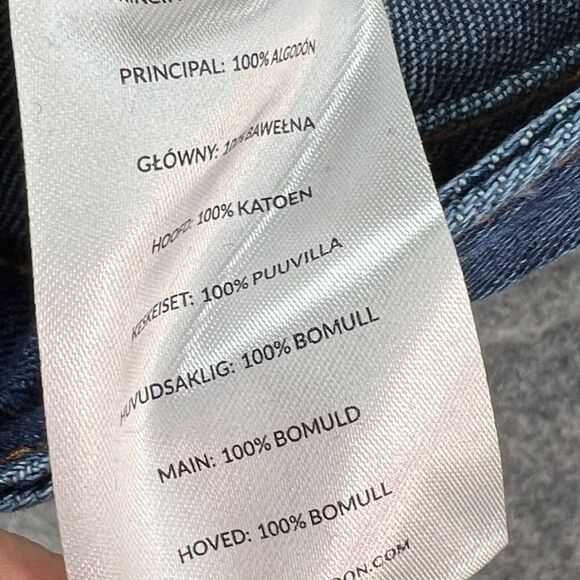 PRINCIPAL: 100% ALGODÓN
GŁÓWNY: 100% BAWEŁNA
HOOFD: 100% KATOEN
KESKEISET: 100% PUUVILLA
HUVUDSAKLIG: 100% BOMULL
MAIN: 100% BOMULD
HOVED: 100% BOMULL